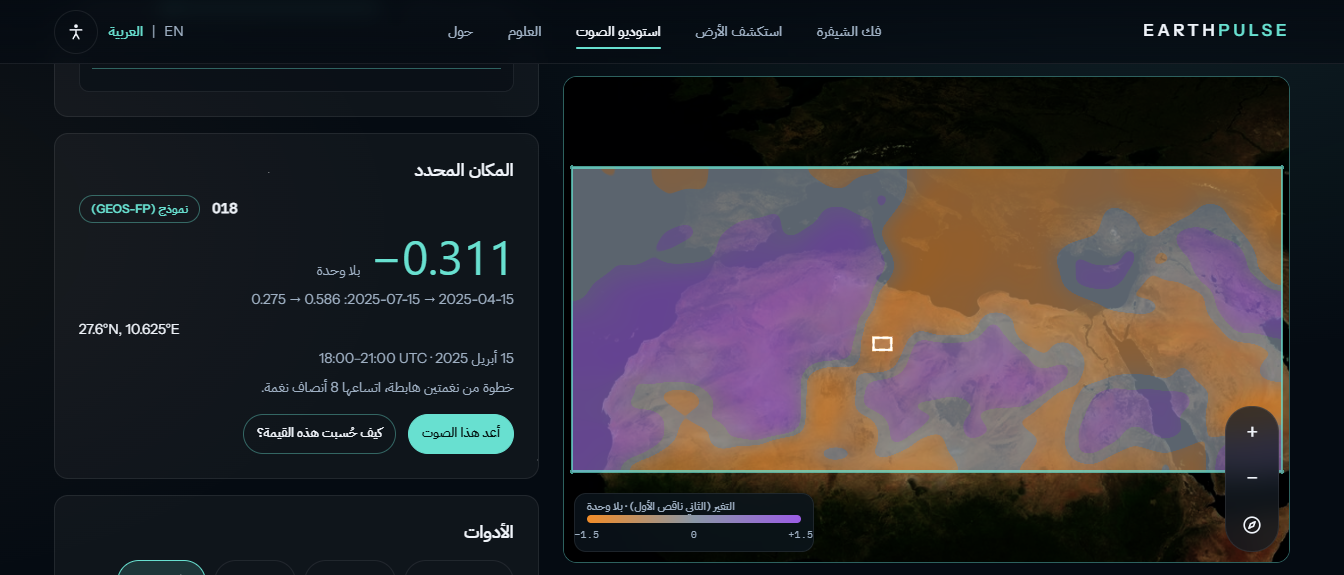 EARTHPULSE
فك الشيفرة
استكشف الأرض
استوديو الصوت
العلوم
حول
العربية | EN
المكان المحدد
018
نموذج (GEOS-FP)
−0.311 بلا وحدة
2025-04-15 → 2025-07-15: 0.586 → 0.275
27.6°N, 10.625°E
15 أبريل 2025 · 18:00–21:00 UTC
خطوة من نغمتين هابطة، اتساعها 8 أنصاف نغمة.
أعد هذا الصوت
كيف حُسبت هذه القيمة؟
الأدوات
+
−
التغير (الثاني ناقص الأول) · بلا وحدة
−1.5 0 +1.5